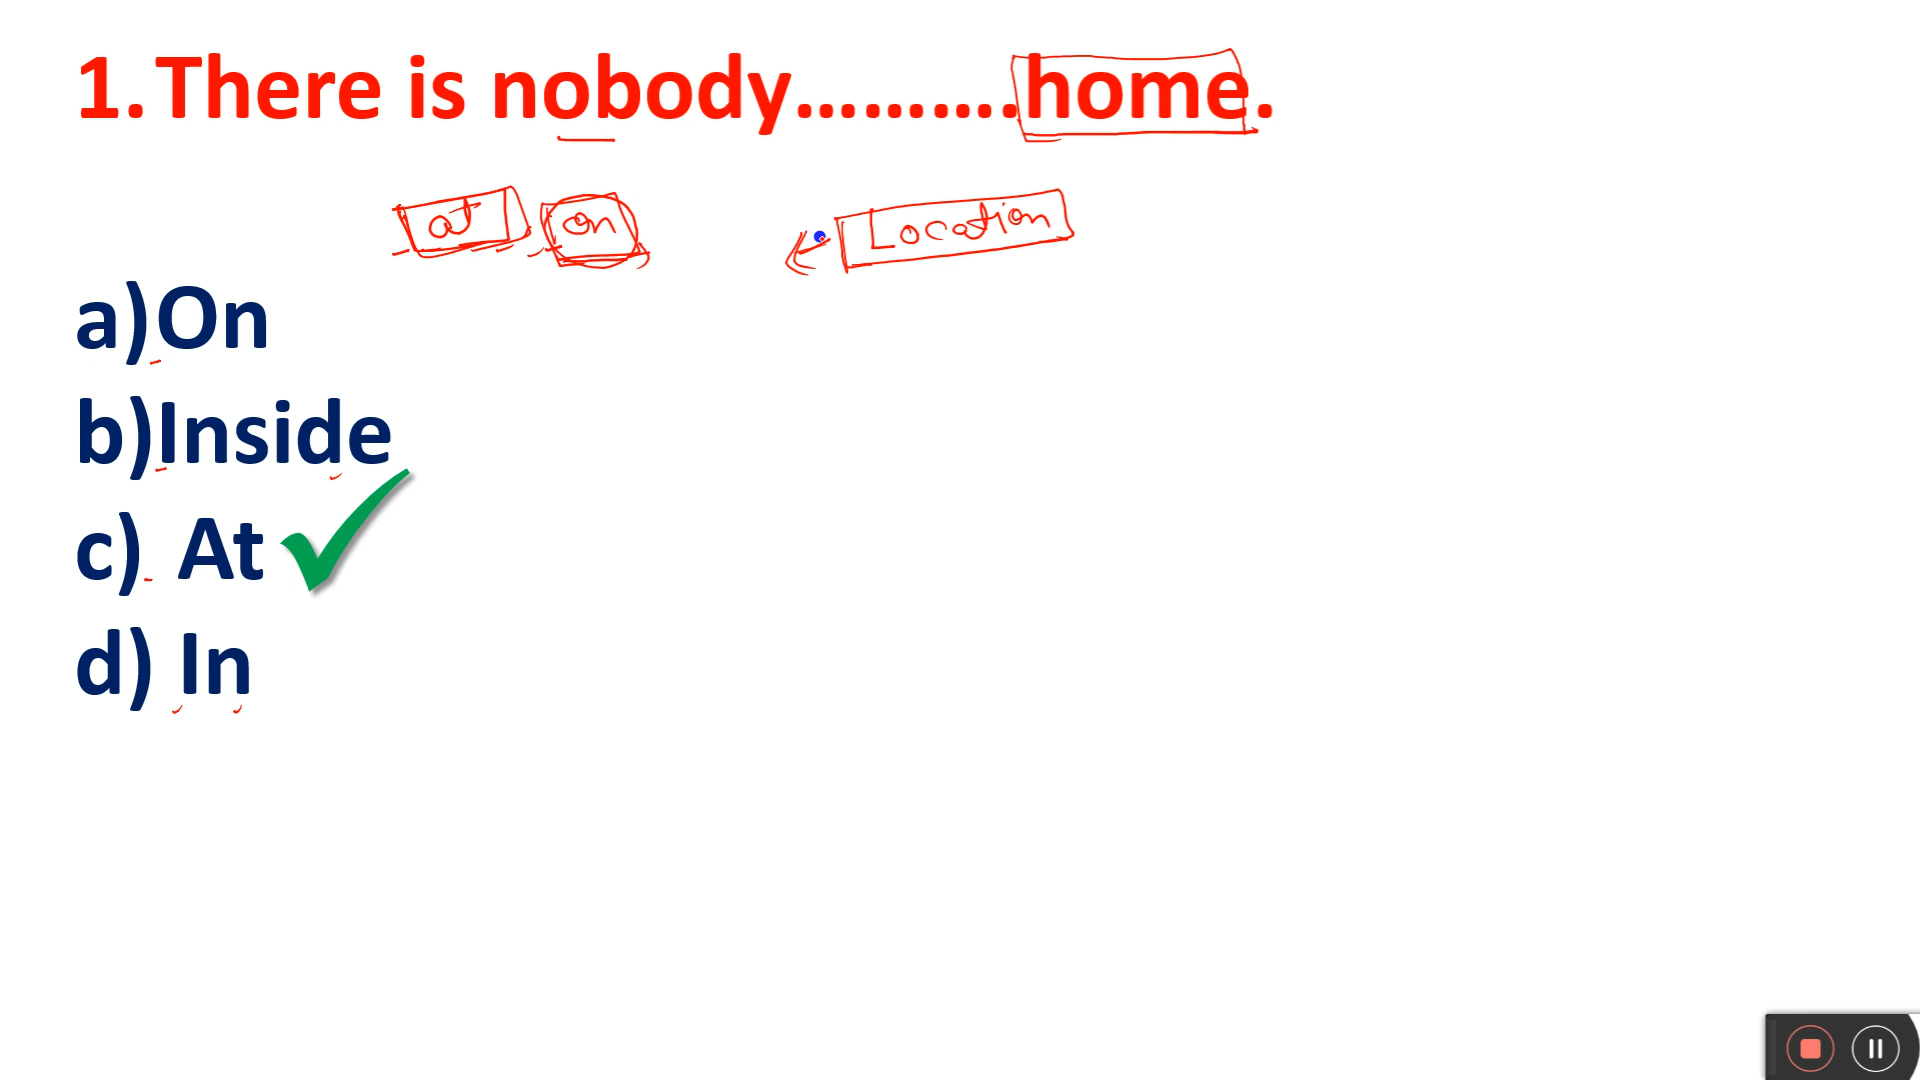 1. There is nobody..........home.
at on Location
a)On
b)Inside
c) At
d) In